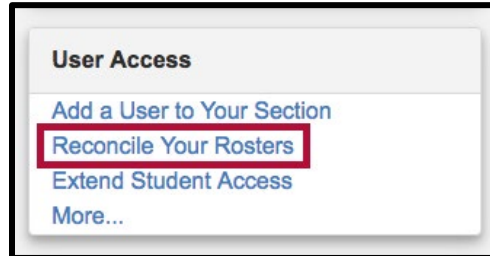 User Access
Add a User to Your Section
Reconcile Your Rosters
Extend Student Access
More...